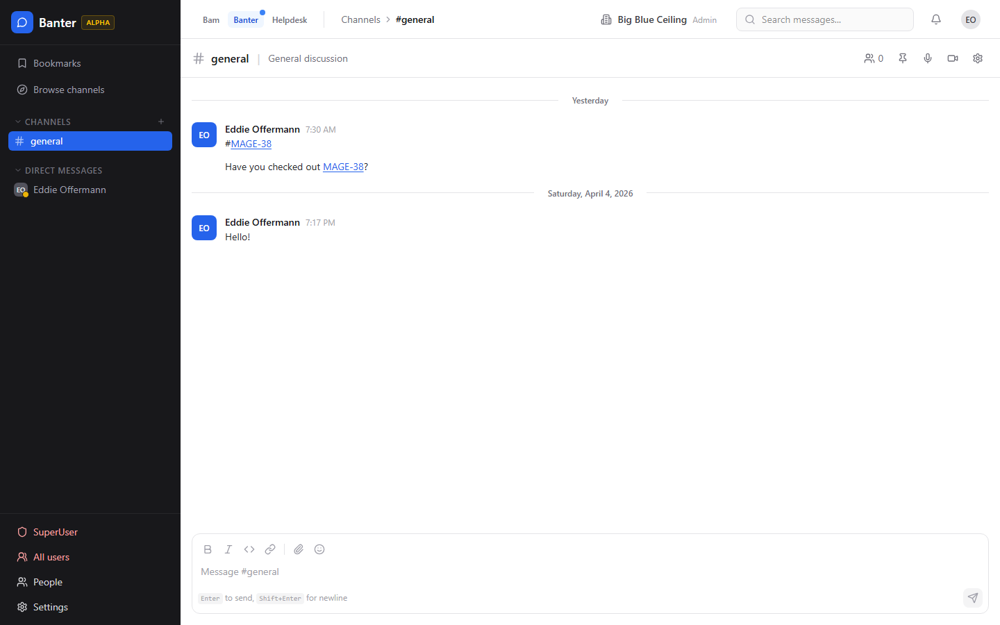 Banter ALPHA
Bookmarks
Browse channels
CHANNELS
general
DIRECT MESSAGES
EO Eddie Offermann
SuperUser
All users
People
Settings
Bam Banter Helpdesk Channels #general Big Blue Ceiling Admin Search messages... EO
general | General discussion 0
Yesterday
EO Eddie Offermann 7:30 AM
#MAGE-38
Have you checked out MAGE-38?
Saturday, April 4, 2026
EO Eddie Offermann 7:17 PM
Hello!
Message #general
Enter to send, Shift+Enter for newline